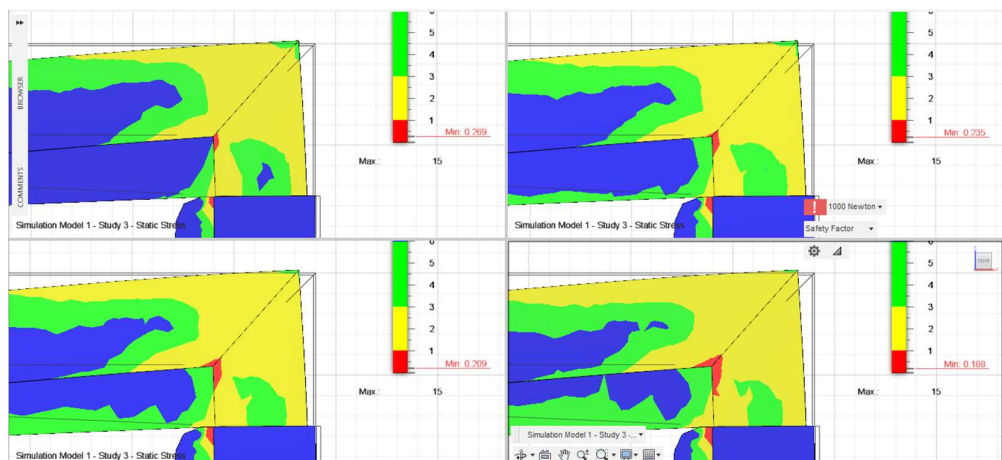 BROWSER
COMMENTS
6
5
4
3
2
1
Min: 0.269
Max : 15
Simulation Model 1 - Study 3 - Static Stress
6
5
4
3
2
1
Min: 0.235
Max : 15
1000 Newton
Safety Factor
Simulation Model 1 - Study 3 - Static Stress
5
4
3
2
1
Min: 0.209
Max : 15
Simulation Model 1 - Study 3 - Static Stress
FRONT
5
4
3
2
1
Min: 0.188
Max : 15
Simulation Model 1 - Study 3 -...